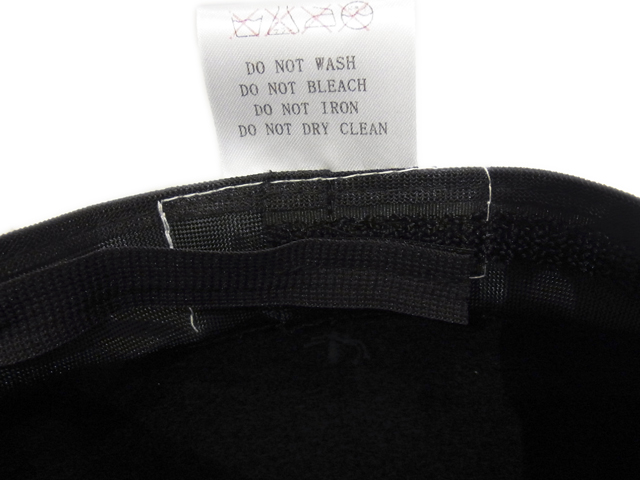 DO NOT WASH
DO NOT BLEACH
DO NOT IRON
DO NOT DRY CLEAN